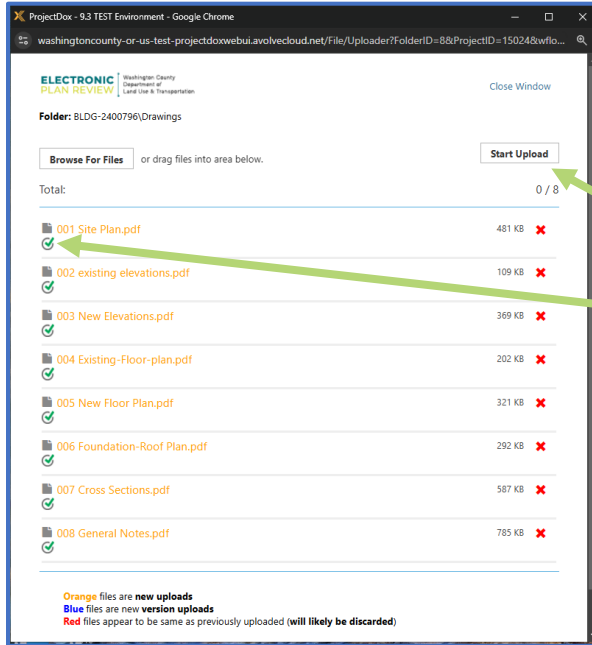 ProjectDox - 9.3 TEST Environment - Google Chrome
washingtoncounty-or-us-test-projectdoxwebui.avolvecloud.net/File/Uploader?FolderID=8&ProjectID=15024&wflo...
ELECTRONIC PLAN REVIEW
Washington County
Department of
Land Use & Transportation
Close Window
Folder: BLDG-2400796\Drawings
Browse For Files or drag files into area below.
Start Upload
Total: 0 / 8
001 Site Plan.pdf 481 KB
002 existing elevations.pdf 109 KB
003 New Elevations.pdf 369 KB
004 Existing-Floor-plan.pdf 202 KB
005 New Floor Plan.pdf 321 KB
006 Foundation-Roof Plan.pdf 292 KB
007 Cross Sections.pdf 587 KB
008 General Notes.pdf 785 KB
Orange files are new uploads
Blue files are new version uploads
Red files appear to be same as previously uploaded (will likely be discarded)